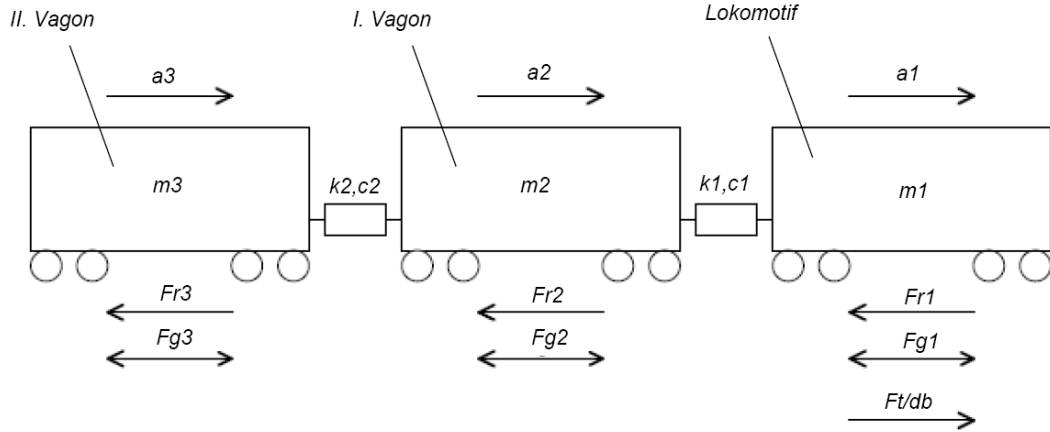 II. Vagon
I. Vagon
Lokomotif
a3
a2
a1
m3
k2,c2
m2
k1,c1
m1
Fr3
Fr2
Fr1
Fg3
Fg2
Fg1
Ft/db